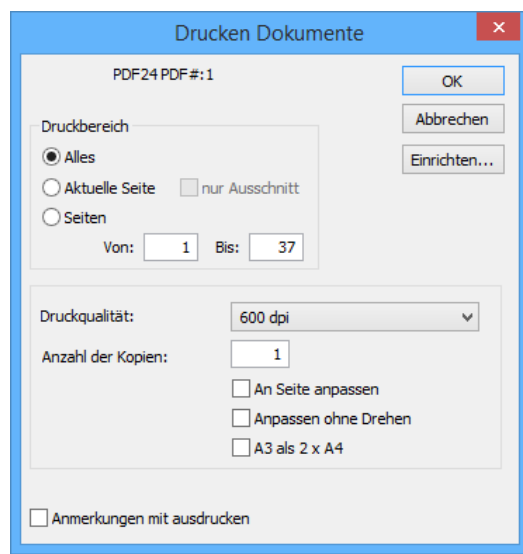 Drucken Dokumente
PDF24 PDF#:1
OK
Abbrechen
Einrichten...
Druckbereich
Alles
Aktuelle Seite nur Ausschnitt
Seiten
Von: 1 Bis: 37
Druckqualität: 600 dpi
Anzahl der Kopien: 1
An Seite anpassen
Anpassen ohne Drehen
A3 als 2 x A4
Anmerkungen mit ausdrucken